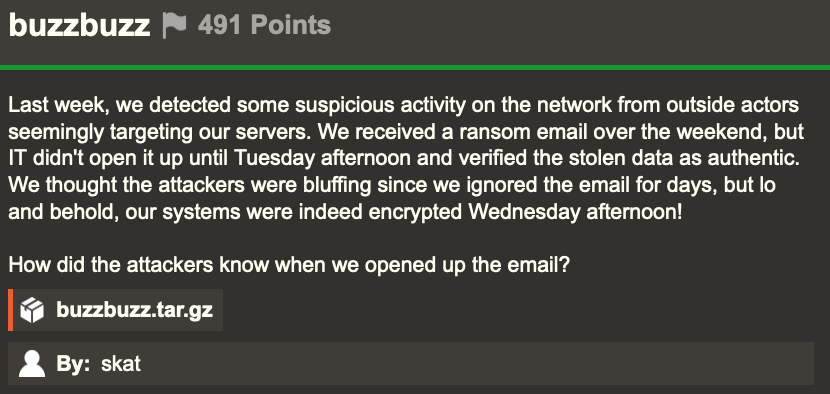 buzzbuzz 491 Points
Last week, we detected some suspicious activity on the network from outside actors
seemingly targeting our servers. We received a ransom email over the weekend, but
IT didn't open it up until Tuesday afternoon and verified the stolen data as authentic.
We thought the attackers were bluffing since we ignored the email for days, but lo
and behold, our systems were indeed encrypted Wednesday afternoon!
How did the attackers know when we opened up the email?
buzzbuzz.tar.gz
By: skat